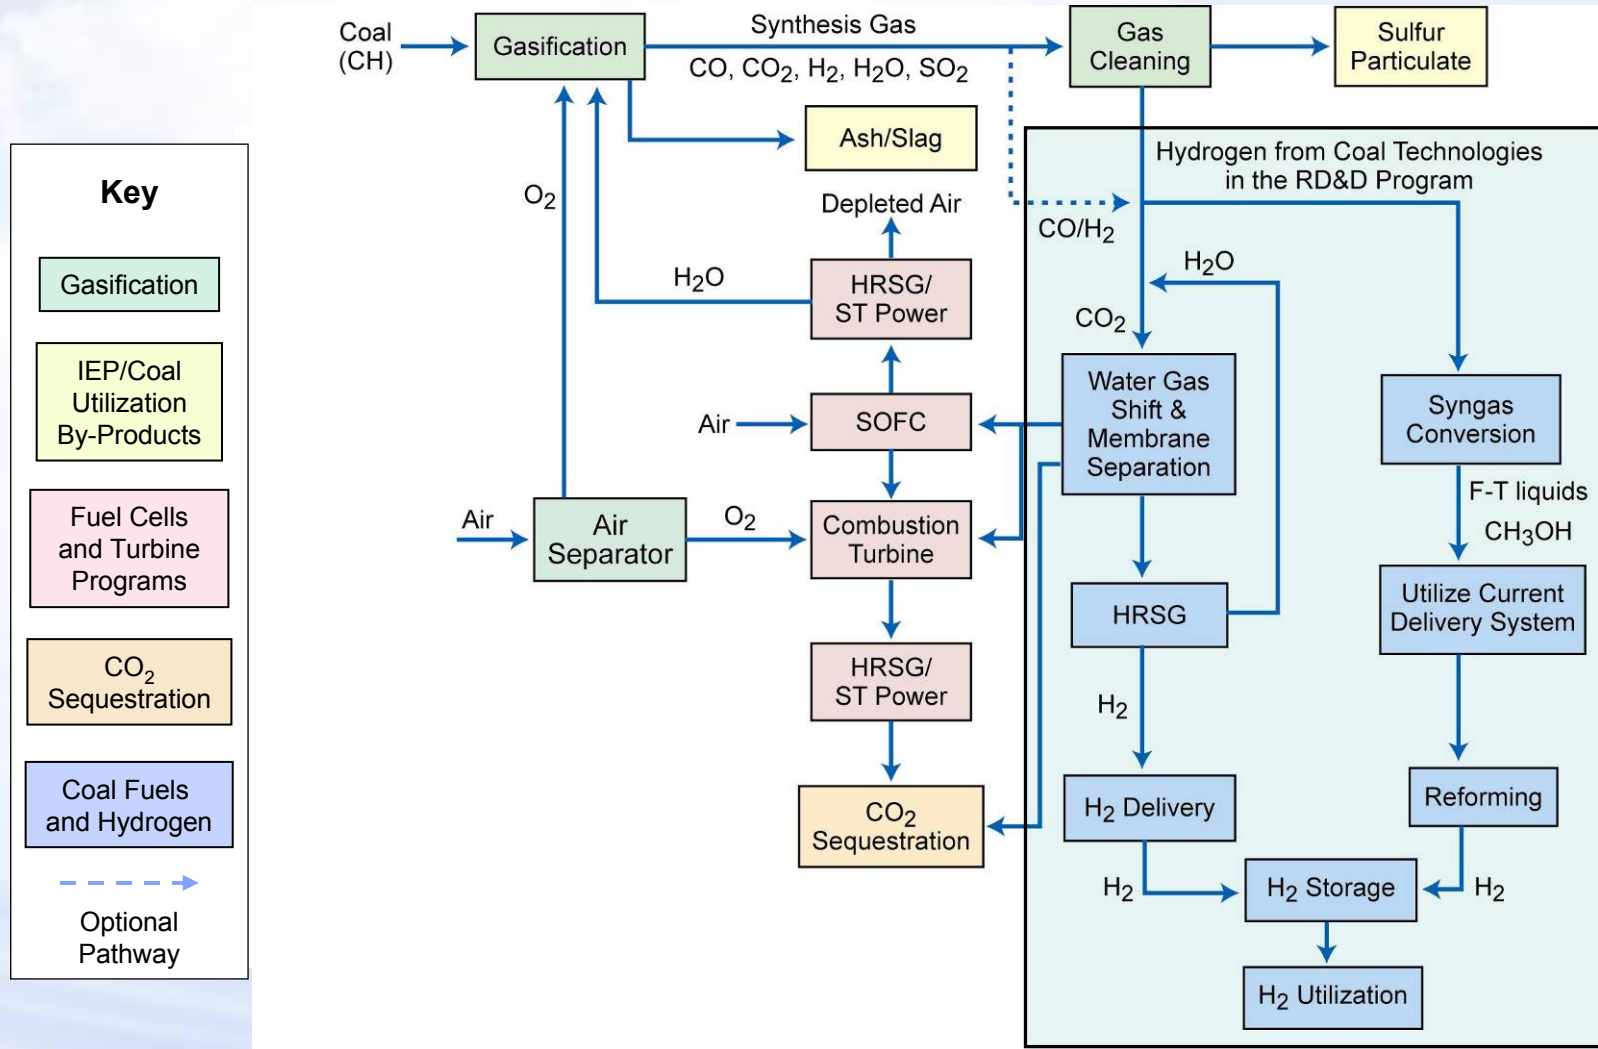 Key
Gasification
IEP/Coal
Utilization
By-Products
Fuel Cells
and Turbine
Programs
CO2
Sequestration
Coal Fuels
and Hydrogen
Optional
Pathway
Coal
(CH)
Gasification
Synthesis Gas
CO, CO2, H2, H2O, SO2
Gas
Cleaning
Sulfur
Particulate
Ash/Slag
Hydrogen from Coal Technologies
in the RD&D Program
O2
Depleted Air
CO/H2
H2O
HRSG/
ST Power
H2O
CO2
Water Gas
Shift &
Membrane
Separation
Syngas
Conversion
Air
SOFC
F-T liquids
CH3OH
Air
Air
Separator
O2
Combustion
Turbine
HRSG
Utilize Current
Delivery System
HRSG/
ST Power
H2
H2 Delivery
Reforming
CO2
Sequestration
H2
H2 Storage
H2
H2 Utilization